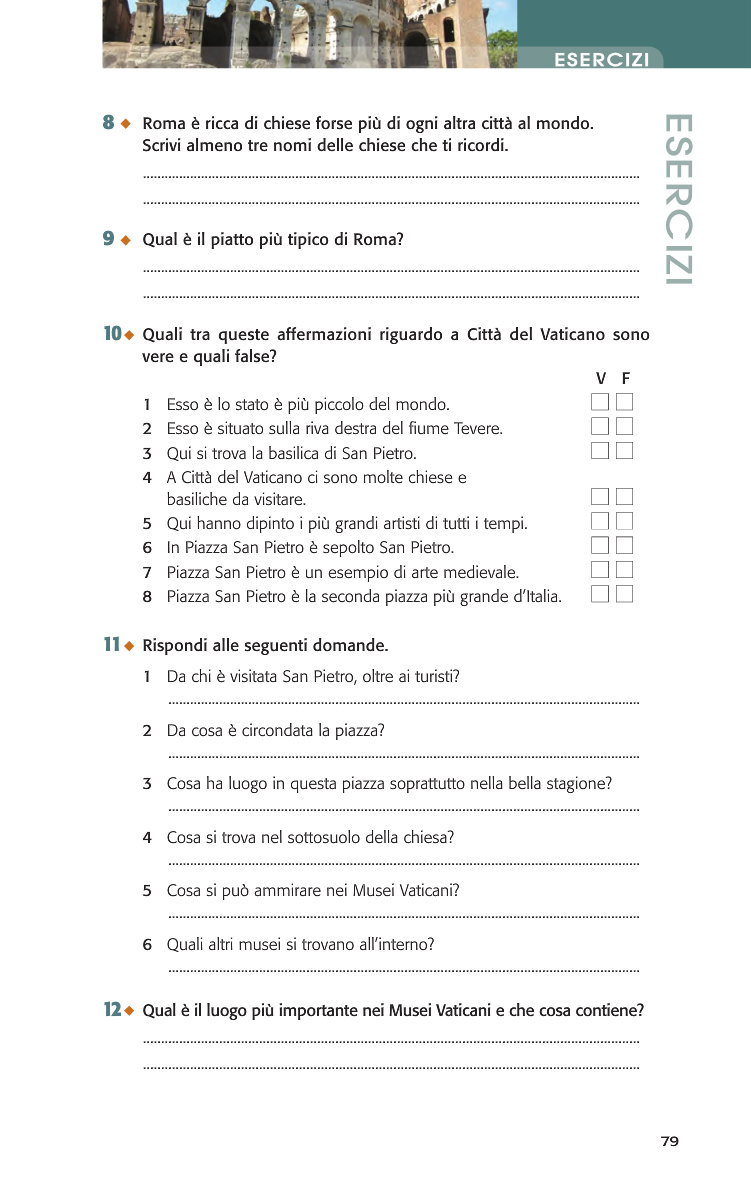 ESERCIZI
ESERCIZI
8 Roma è ricca di chiese forse più di ogni altra città al mondo.
Scrivi almeno tre nomi delle chiese che ti ricordi.
9 Qual è il piatto più tipico di Roma?
10 Quali tra queste affermazioni riguardo a Città del Vaticano sono
vere e quali false?
V F
1 Esso è lo stato è più piccolo del mondo.
2 Esso è situato sulla riva destra del fiume Tevere.
3 Qui si trova la basilica di San Pietro.
4 A Città del Vaticano ci sono molte chiese e
basiliche da visitare.
5 Qui hanno dipinto i più grandi artisti di tutti i tempi.
6 In Piazza San Pietro è sepolto San Pietro.
7 Piazza San Pietro è un esempio di arte medievale.
8 Piazza San Pietro è la seconda piazza più grande d'Italia.
11 Rispondi alle seguenti domande.
1 Da chi è visitata San Pietro, oltre ai turisti?
2 Da cosa è circondata la piazza?
3 Cosa ha luogo in questa piazza soprattutto nella bella stagione?
4 Cosa si trova nel sottosuolo della chiesa?
5 Cosa si può ammirare nei Musei Vaticani?
6 Quali altri musei si trovano all'interno?
12 Qual è il luogo più importante nei Musei Vaticani e che cosa contiene?
79